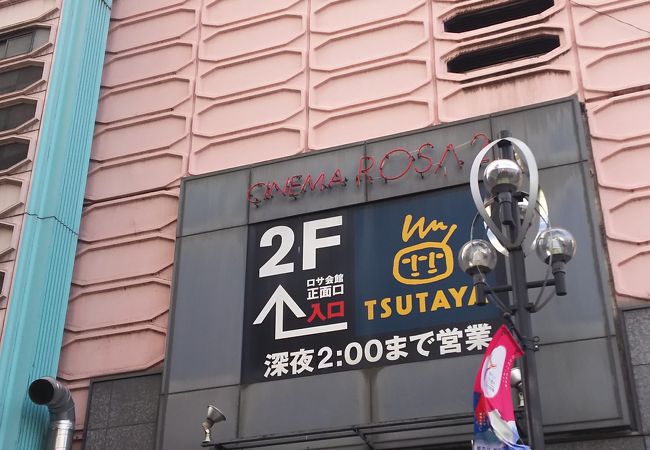 CINEMA ROSA 2
2F
ロサ会館
正面口
入口
TSUTAYA
深夜2:00まで営業